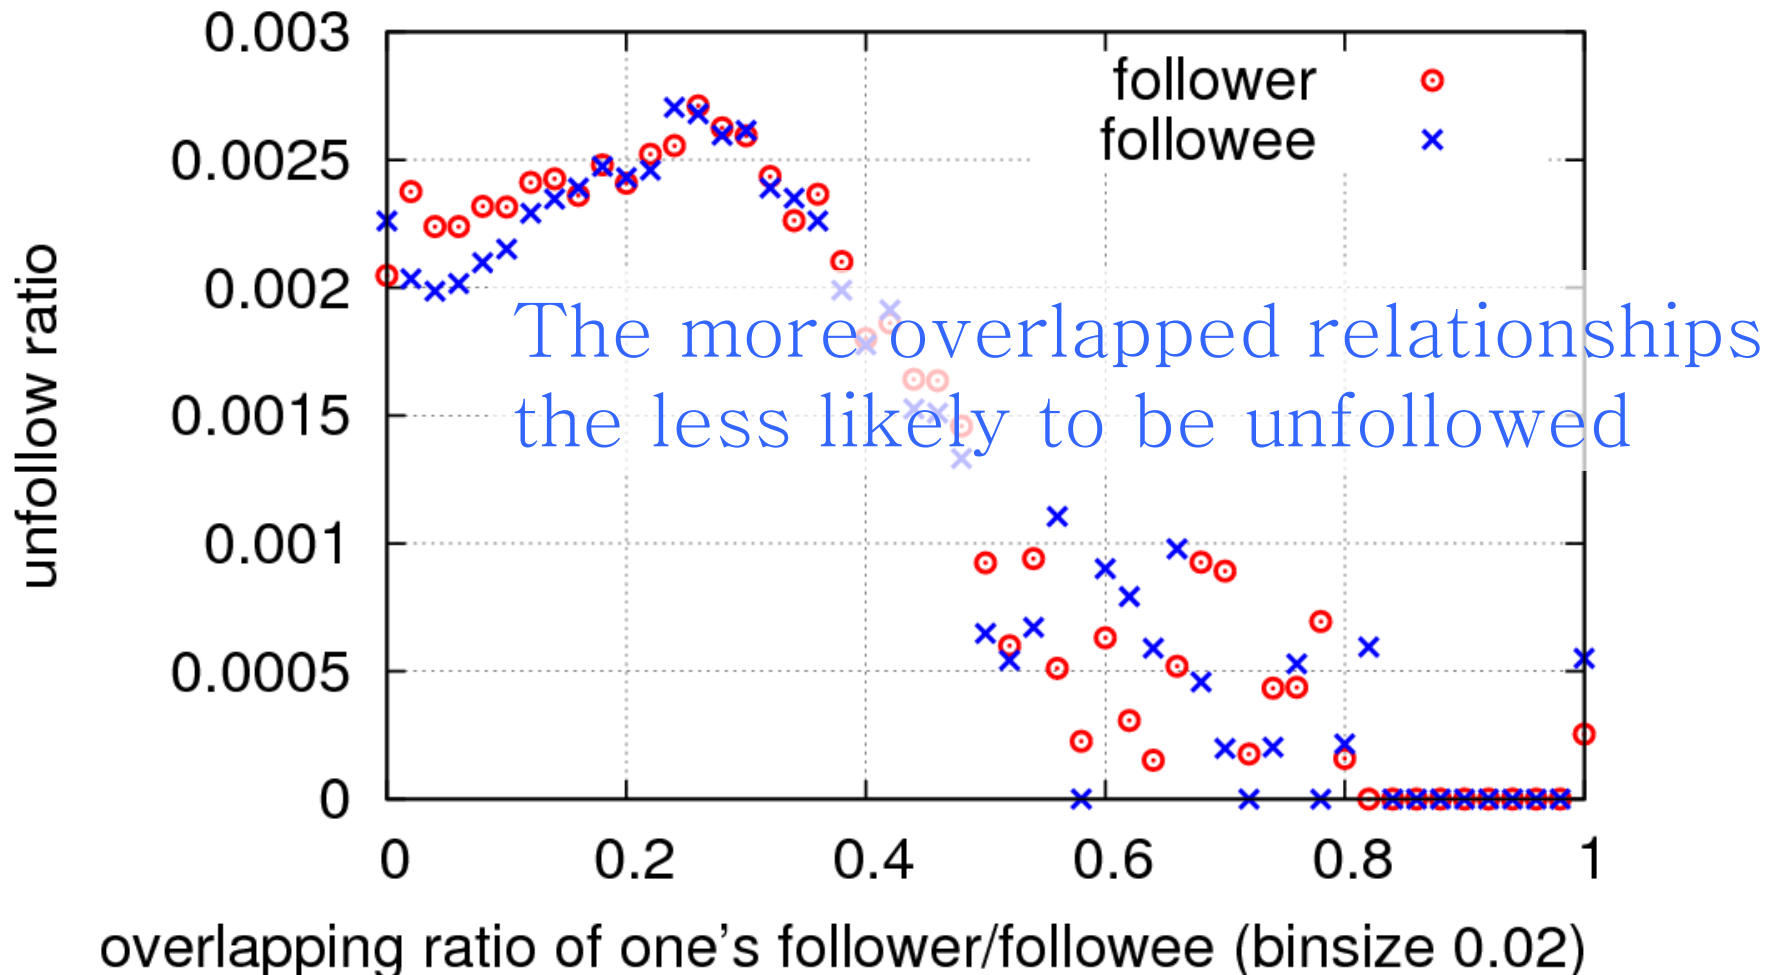 0.003
follower
followee
0.0025
0.002
The more overlapped relationships
the less likely to be unfollowed
0.0015
0.001
0.0005
0
unfollow ratio
0 0.2 0.4 0.6 0.8 1
overlapping ratio of one’s follower/followee (binsize 0.02)